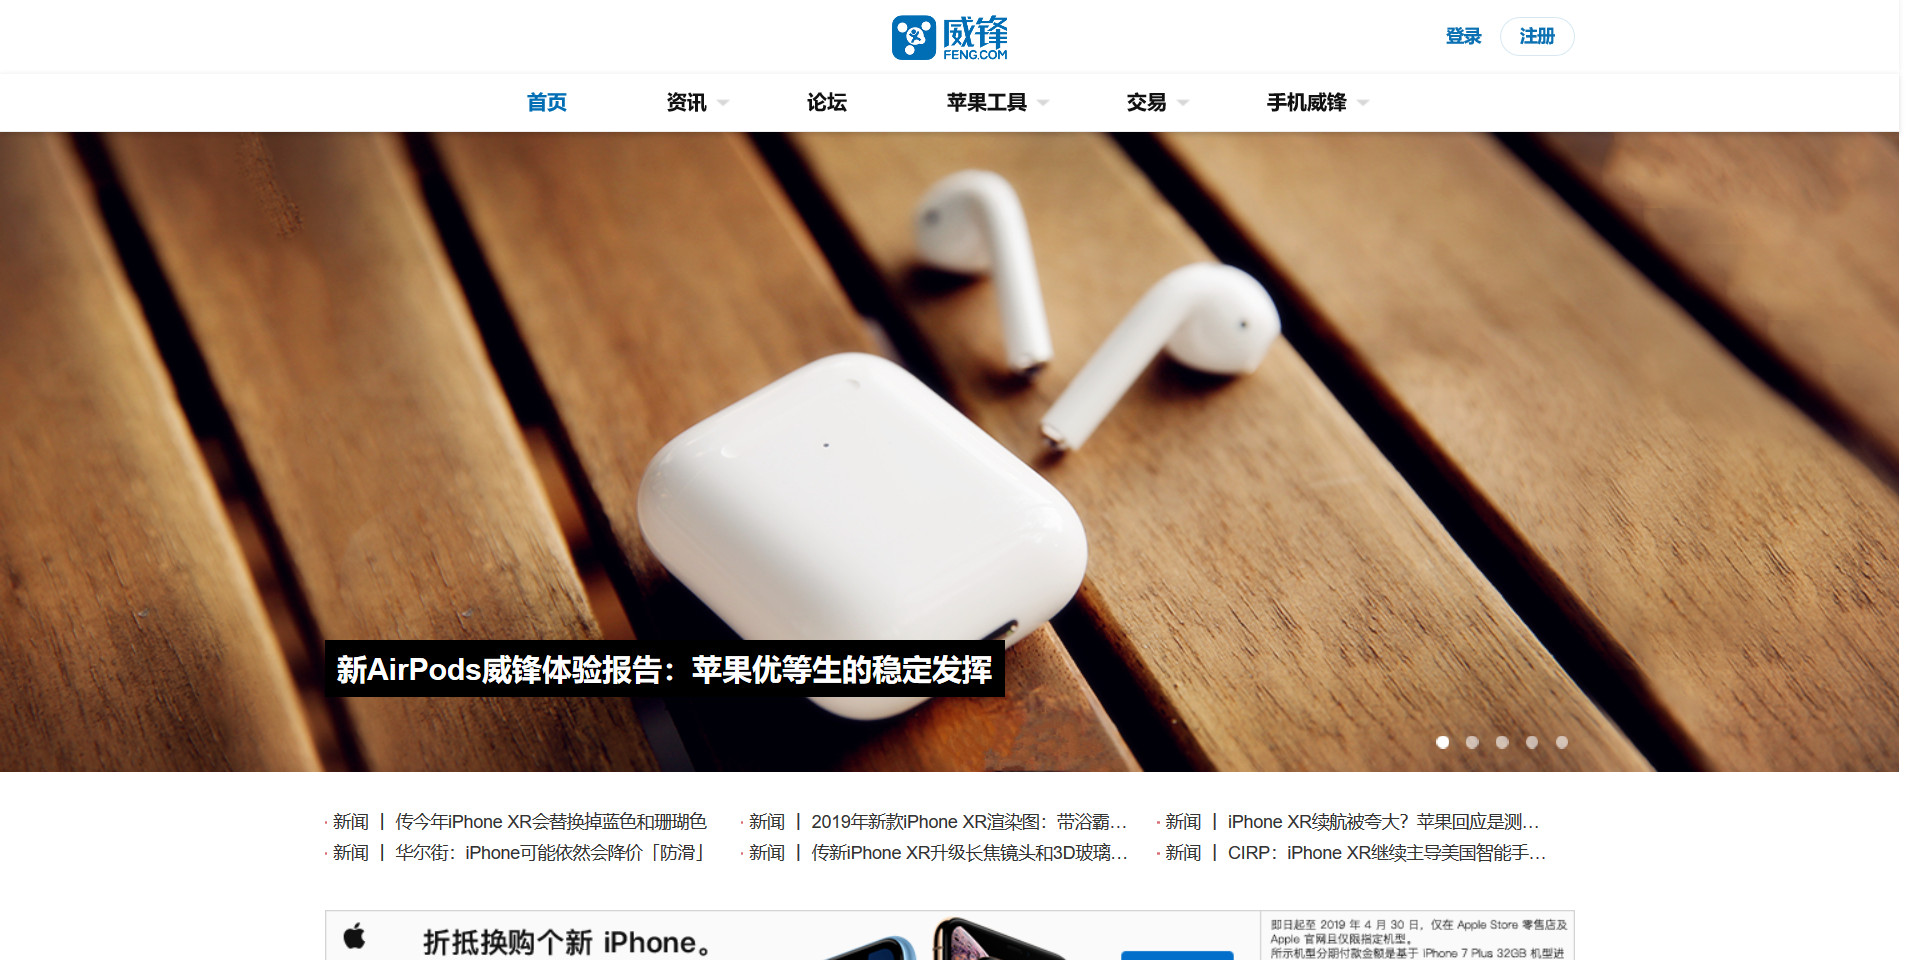 威锋
FENG.COM
登录 注册
首页 资讯 论坛 苹果工具 交易 手机威锋
新AirPods威锋体验报告：苹果优等生的稳定发挥
· 新闻 | 传今年iPhone XR会替换掉蓝色和珊瑚色
· 新闻 | 2019年新款iPhone XR渲染图：带浴霸…
· 新闻 | iPhone XR续航被夸大？苹果回应是测…
· 新闻 | 华尔街：iPhone可能依然会降价「防滑」
· 新闻 | 传新iPhone XR升级长焦镜头和3D玻璃…
· 新闻 | CIRP：iPhone XR继续主导美国智能手…
折抵换购个新 iPhone。
即日起至 2019 年 4 月 30 日，仅在 Apple Store 零售店及
Apple 官网且仅限指定机型。
所示机型分期付款金额是基于 iPhone 7 Plus 32GB 机型进